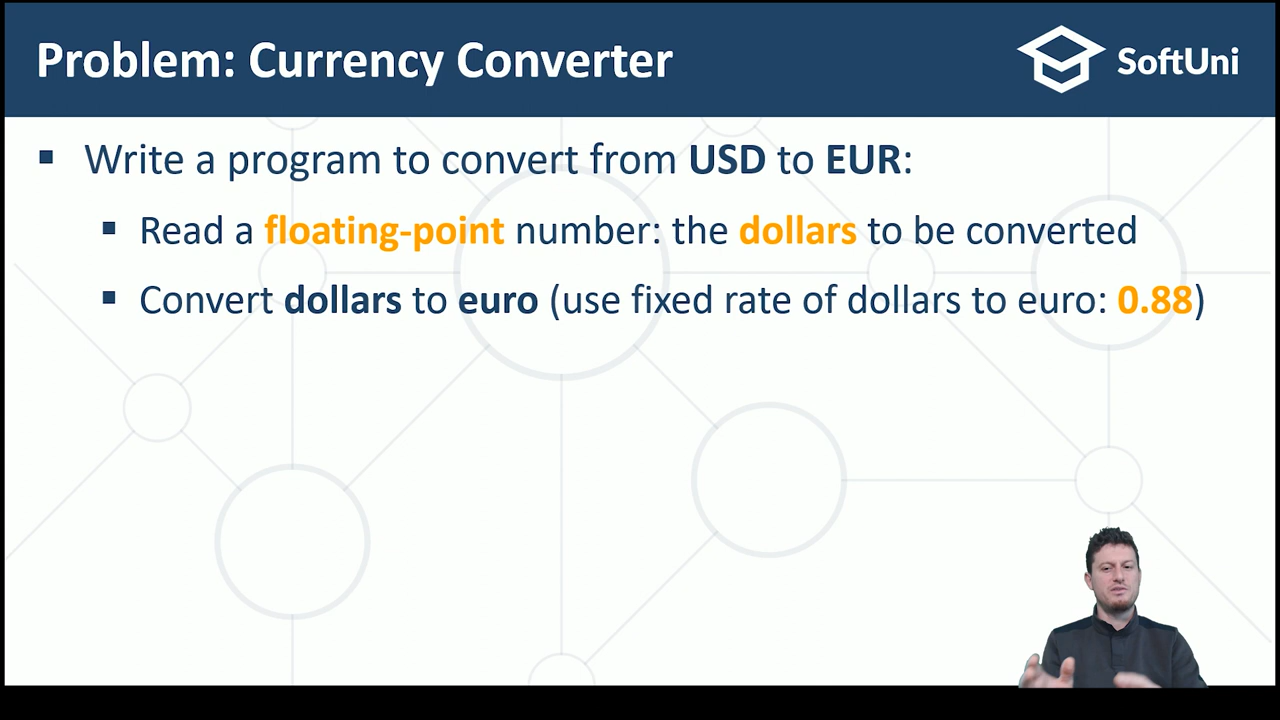 Problem: Currency Converter
SoftUni
Write a program to convert from USD to EUR:
Read a floating-point number: the dollars to be converted
Convert dollars to euro (use fixed rate of dollars to euro: 0.88)